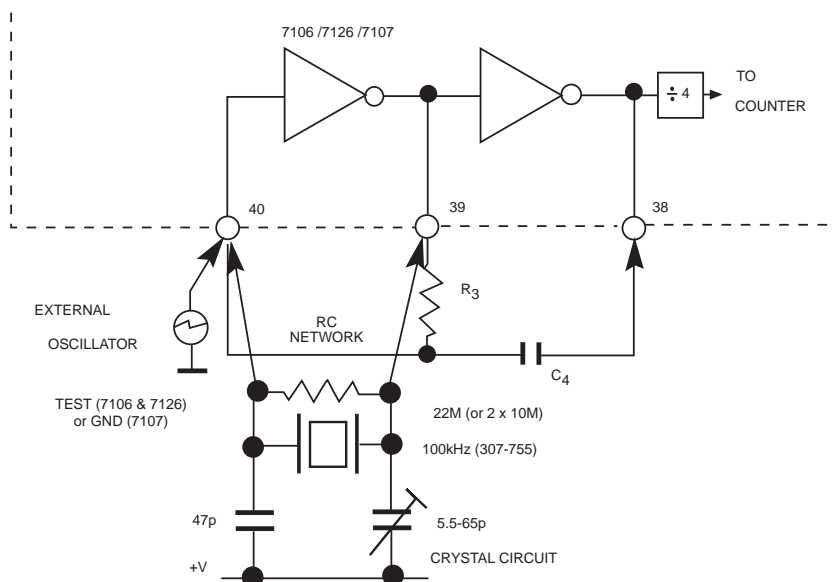 7106 /7126 /7107
÷ 4
TO
COUNTER
40
39
38
R3
EXTERNAL
OSCILLATOR
RC
NETWORK
C4
TEST (7106 & 7126)
or GND (7107)
22M (or 2 x 10M)
100kHz (307-755)
47p
5.5-65p
CRYSTAL CIRCUIT
+V